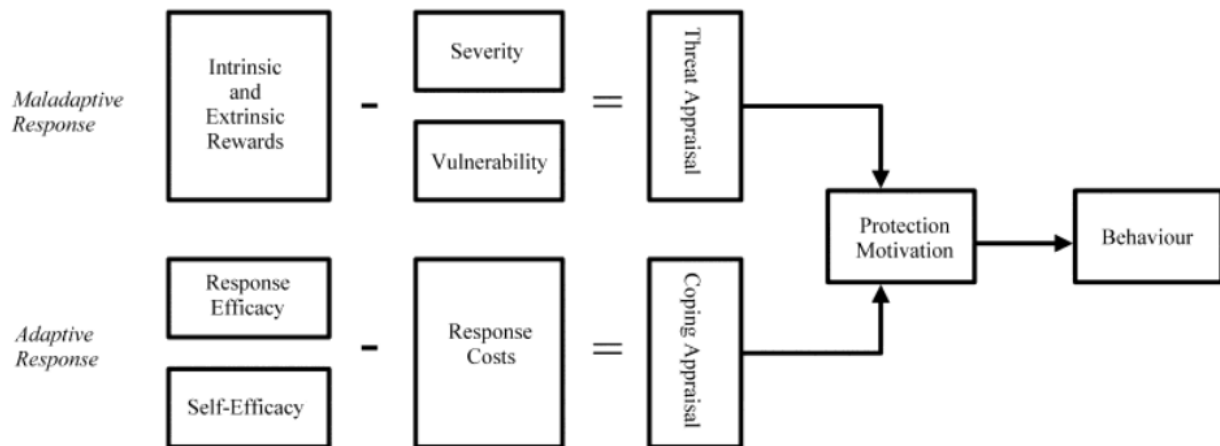 Maladaptive
Response
Intrinsic
and
Extrinsic
Rewards
-
Severity
Vulnerability
=
Threat Appraisal
Adaptive
Response
Response
Efficacy
Self-Efficacy
-
Response
Costs
=
Coping Appraisal
Protection
Motivation
Behaviour